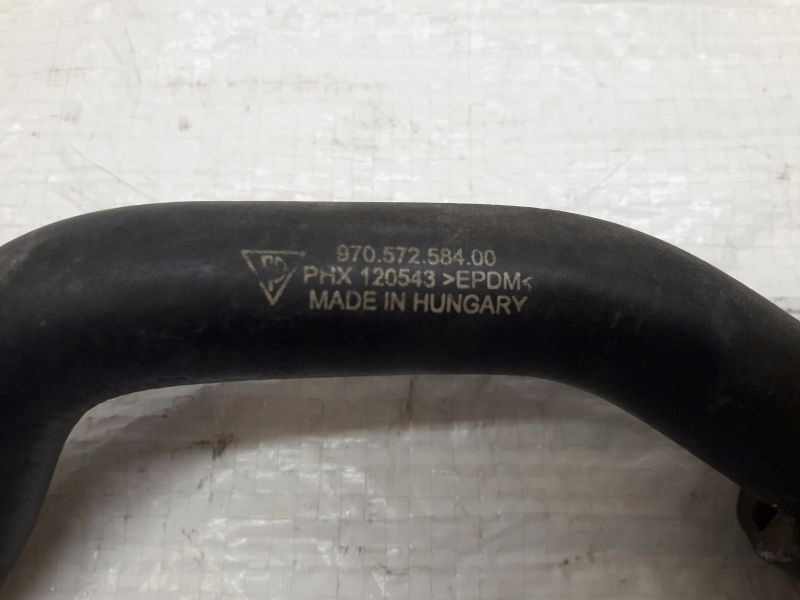 970.572.584.00
PHX 120543 >EPDM<
MADE IN HUNGARY